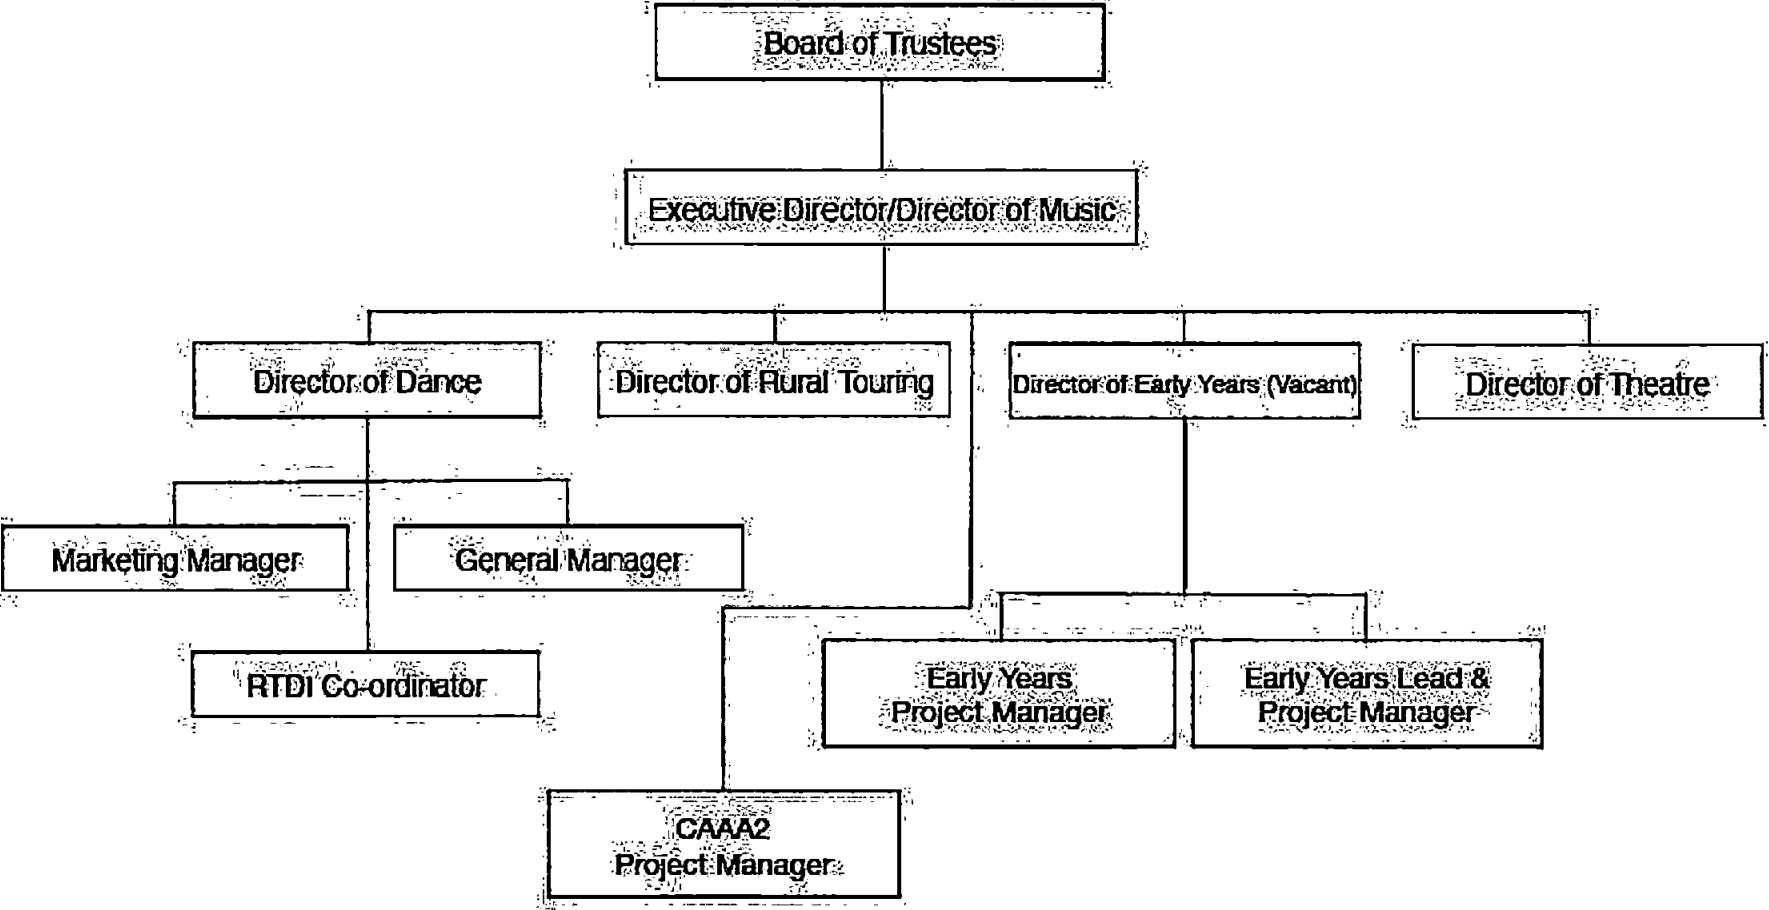 Board of Trustees
Executive Director/Director of Music
Director of Dance
Director of Rural Touring
Director of Early Years (Vacant)
Director of Theatre
Marketing Manager
General Manager
RTDI Co-ordinator
Early Years
Project Manager
Early Years Lead &
Project Manager
CAAA2
Project Manager